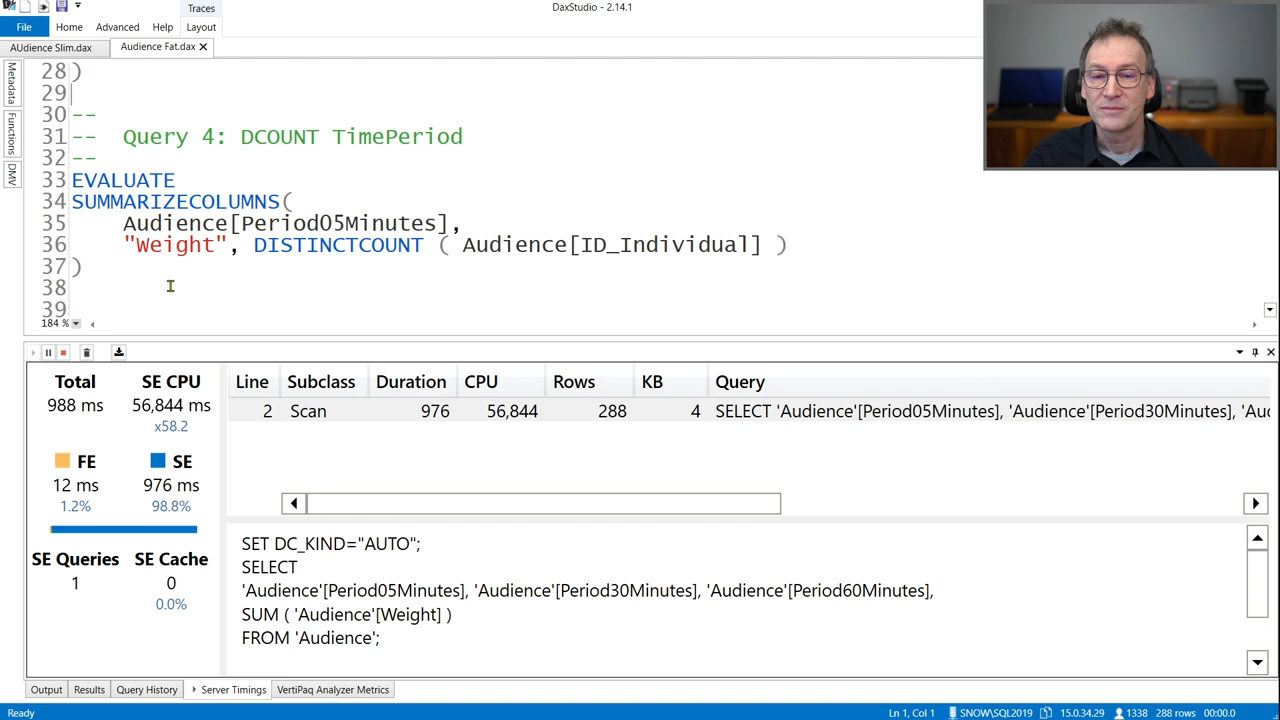 Traces
DaxStudio - 2.14.1
File Home Advanced Help Layout
AUdience Slim.dax Audience Fat.dax
Metadata
Functions
DMV
28 )
29
30 --
31 -- Query 4: DCOUNT TimePeriod
32 --
33 EVALUATE
34 SUMMARIZECOLUMNS(
35 Audience[Period05Minutes],
36 "Weight", DISTINCTCOUNT ( Audience[ID_Individual] )
37 )
38
39
184 %
Total SE CPU
988 ms 56,844 ms
x58.2
FE SE
12 ms 976 ms
1.2% 98.8%
SE Queries SE Cache
1 0
0.0%
Line Subclass Duration CPU Rows KB Query
2 Scan 976 56,844 288 4 SELECT 'Audience'[Period05Minutes], 'Audience'[Period30Minutes], 'Auc
SET DC_KIND="AUTO";
SELECT
'Audience'[Period05Minutes], 'Audience'[Period30Minutes], 'Audience'[Period60Minutes],
SUM ( 'Audience'[Weight] )
FROM 'Audience';
Output Results Query History Server Timings VertiPaq Analyzer Metrics
Ready Ln 1, Col 1 SNOW\SQL2019 15.0.34.29 1338 288 rows 00:00.0